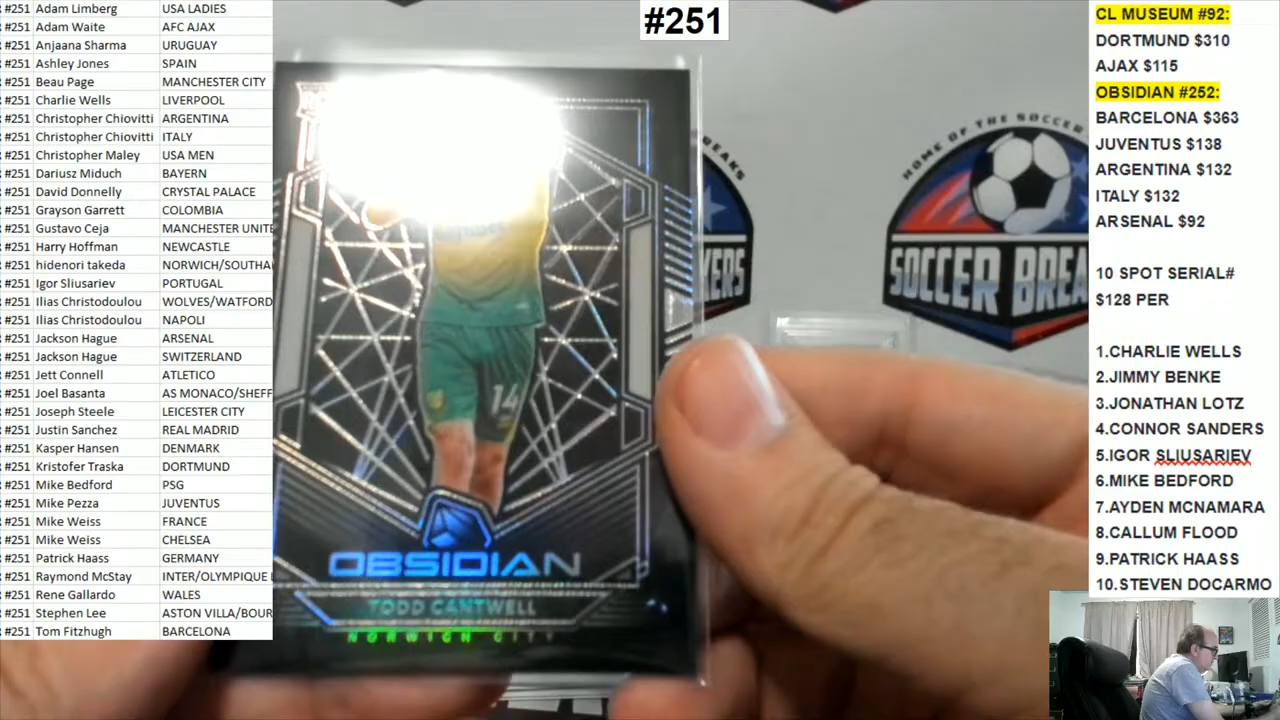 #251 Adam Limberg USA LADIES
#251 Adam Waite AFC AJAX
#251 Anjaana Sharma URUGUAY
#251 Ashley Jones SPAIN
#251 Beau Page MANCHESTER CITY
#251 Charlie Wells LIVERPOOL
#251 Christopher Chiovitti ARGENTINA
#251 Christopher Chiovitti ITALY
#251 Christopher Maley USA MEN
#251 Dariusz Miduch BAYERN
#251 David Donnelly CRYSTAL PALACE
#251 Grayson Garrett COLOMBIA
#251 Gustavo Ceja MANCHESTER UNITE
#251 Harry Hoffman NEWCASTLE
#251 hidenori takeda NORWICH/SOUTHA
#251 Igor Sliusariev PORTUGAL
#251 Ilias Christodoulou WOLVES/WATFORD
#251 Ilias Christodoulou NAPOLI
#251 Jackson Hague ARSENAL
#251 Jackson Hague SWITZERLAND
#251 Jett Connell ATLETICO
#251 Joel Basanta AS MONACO/SHEFF
#251 Joseph Steele LEICESTER CITY
#251 Justin Sanchez REAL MADRID
#251 Kasper Hansen DENMARK
#251 Kristofer Traska DORTMUND
#251 Mike Bedford PSG
#251 Mike Pezza JUVENTUS
#251 Mike Weiss FRANCE
#251 Mike Weiss CHELSEA
#251 Patrick Haass GERMANY
#251 Raymond McStay INTER/OLYMPIQUE
#251 Rene Gallardo WALES
#251 Stephen Lee ASTON VILLA/BOUR
#251 Tom Fitzhugh BARCELONA
#251
14
OBSIDIAN
TODD CANTWELL
NORWICH CITY
REAKS
KERS
HOME OF THE SOCCER
SOCCER BREA
CL MUSEUM #92:
DORTMUND $310
AJAX $115
OBSIDIAN #252:
BARCELONA $363
JUVENTUS $138
ARGENTINA $132
ITALY $132
ARSENAL $92
10 SPOT SERIAL#
$128 PER
1.CHARLIE WELLS
2.JIMMY BENKE
3.JONATHAN LOTZ
4.CONNOR SANDERS
5.IGOR SLIUSARIEV
6.MIKE BEDFORD
7.AYDEN MCNAMARA
8.CALLUM FLOOD
9.PATRICK HAASS
10.STEVEN DOCARMO